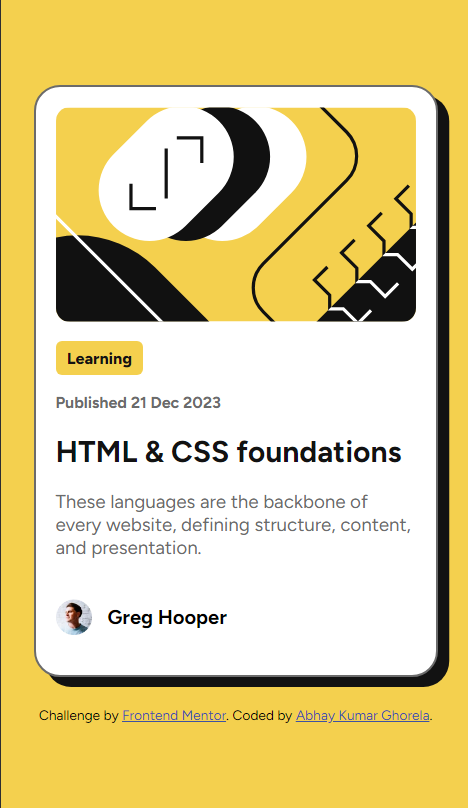 Learning
Published 21 Dec 2023
HTML & CSS foundations
These languages are the backbone of
every website, defining structure, content,
and presentation.
Greg Hooper
Challenge by Frontend Mentor. Coded by Abhay Kumar Ghorela.